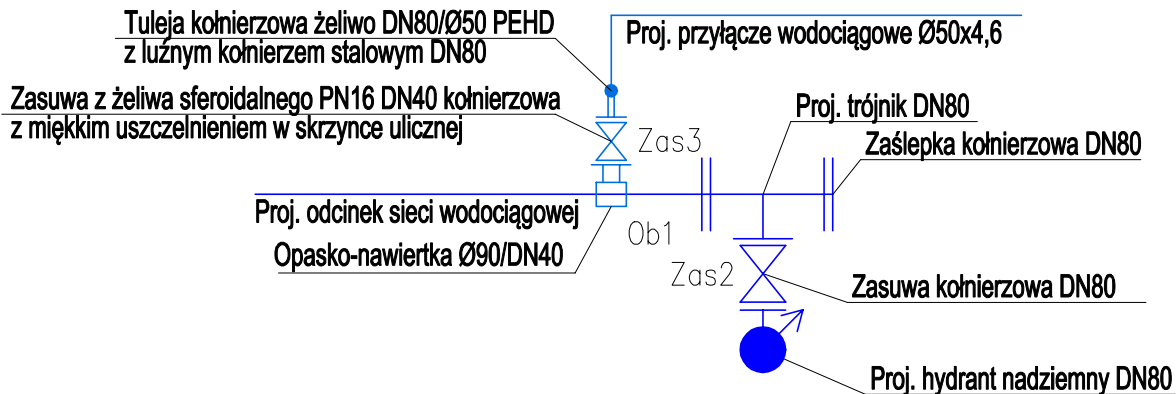 Tuleja kołnierzowa żeliwo DN80/Ø50 PEHD
z luźnym kołnierzem stalowym DN80
Proj. przyłącze wodociągowe Ø50x4,6
Zasuwa z żeliwa sferoidalnego PN16 DN40 kołnierzowa
z miękkim uszczelnieniem w skrzynce ulicznej
Zas3
Proj. trójnik DN80
Zaślepka kołnierzowa DN80
Proj. odcinek sieci wodociągowej
Ob1
Opasko-nawiertka Ø90/DN40
Zas2
Zasuwa kołnierzowa DN80
Proj. hydrant nadziemny DN80